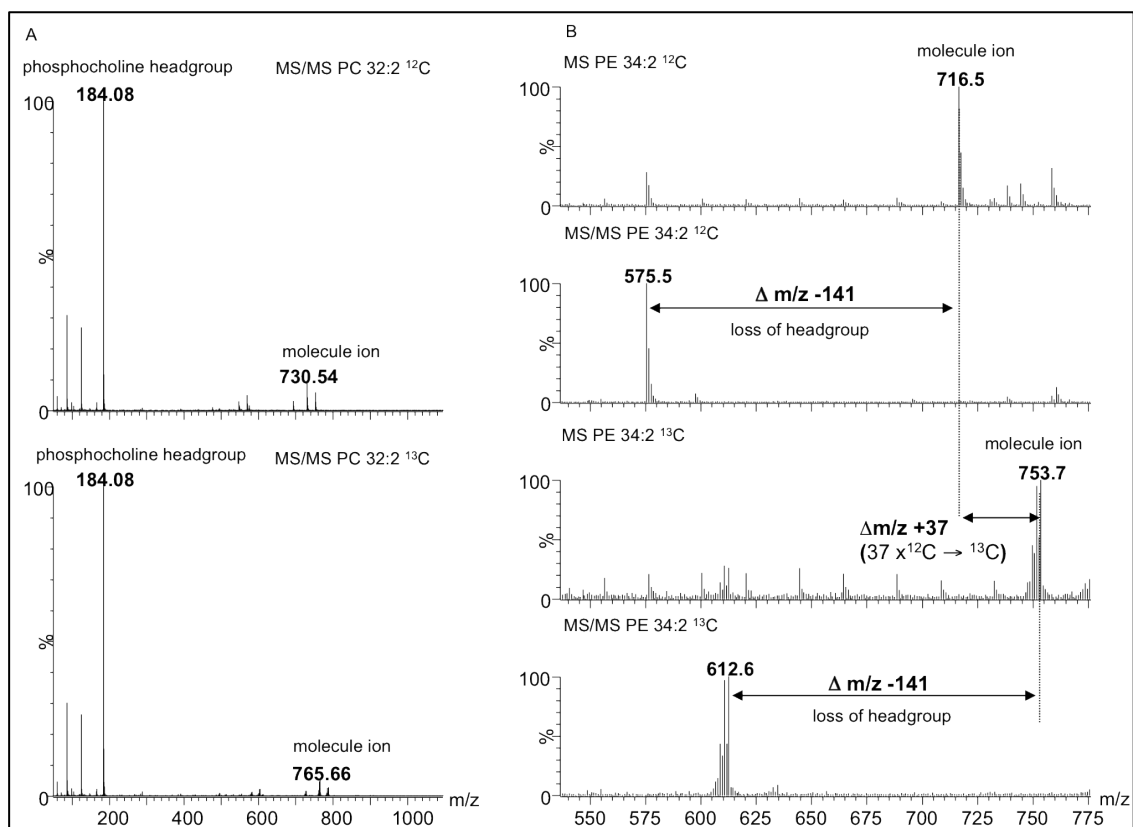 A
phosphocholine headgroup
MS/MS PC 32:2 ¹²C
184.08
100
%
molecule ion
730.54
0
phosphocholine headgroup
MS/MS PC 32:2 ¹³C
184.08
100
%
molecule ion
765.66
0
m/z
200 400 600 800 1000
B
molecule ion
MS PE 34:2 ¹²C
716.5
100
%
0
MS/MS PE 34:2 ¹²C
575.5
100
Δ m/z -141
loss of headgroup
%
0
MS PE 34:2 ¹³C
molecule ion
753.7
100
Δm/z +37
(37 x¹²C → ¹³C)
%
0
MS/MS PE 34:2 ¹³C
612.6
100
Δ m/z -141
loss of headgroup
%
0
m/z
550 575 600 625 650 675 700 725 750 775